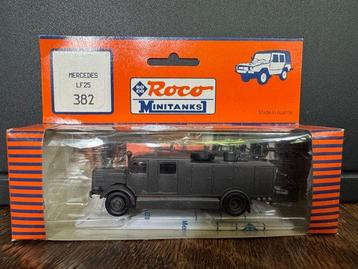 MERCEDES
LF25
382
Roco
MINITANKS
Made in Austria